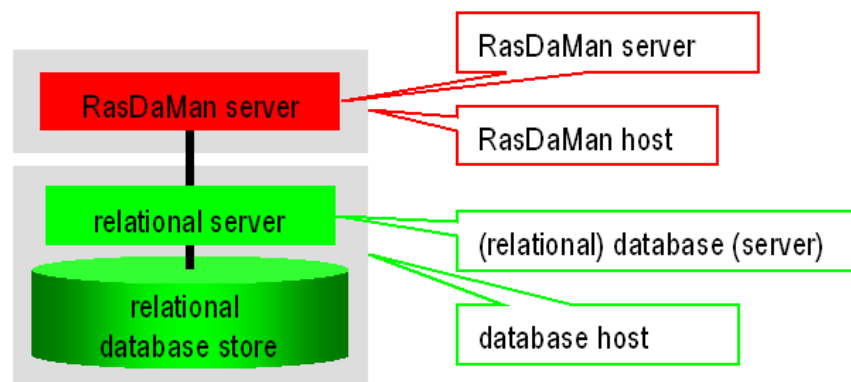 RasDaMan server
RasDaMan server
RasDaMan host
relational server
(relational) database (server)
relational
database store
database host